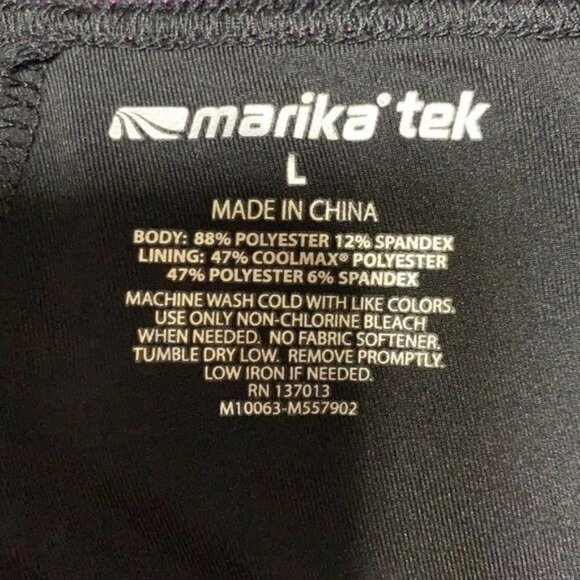 marika® tek
L
MADE IN CHINA
BODY: 88% POLYESTER 12% SPANDEX
LINING: 47% COOLMAX® POLYESTER
47% POLYESTER 6% SPANDEX
MACHINE WASH COLD WITH LIKE COLORS.
USE ONLY NON-CHLORINE BLEACH
WHEN NEEDED. NO FABRIC SOFTENER.
TUMBLE DRY LOW. REMOVE PROMPTLY.
LOW IRON IF NEEDED.
RN 137013
M10063-M557902